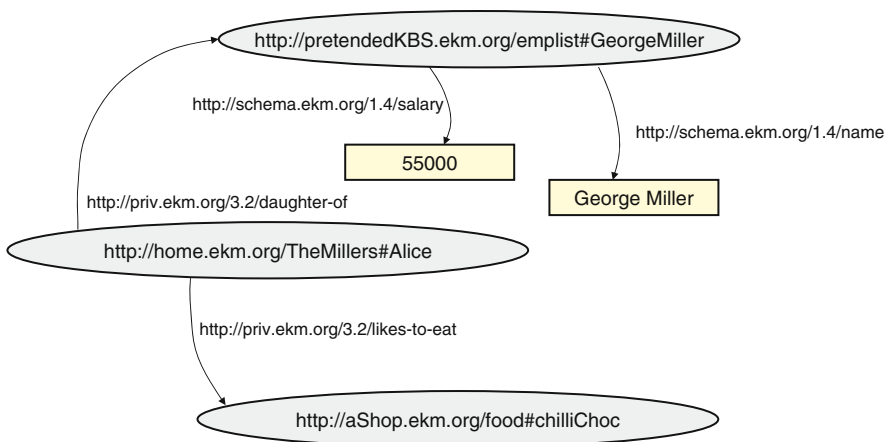 http://pretendedKBS.ekm.org/emplist#GeorgeMiller
http://schema.ekm.org/1.4/salary
http://schema.ekm.org/1.4/name
55000
George Miller
http://priv.ekm.org/3.2/daughter-of
http://home.ekm.org/TheMillers#Alice
http://priv.ekm.org/3.2/likes-to-eat
http://aShop.ekm.org/food#chilliChoc